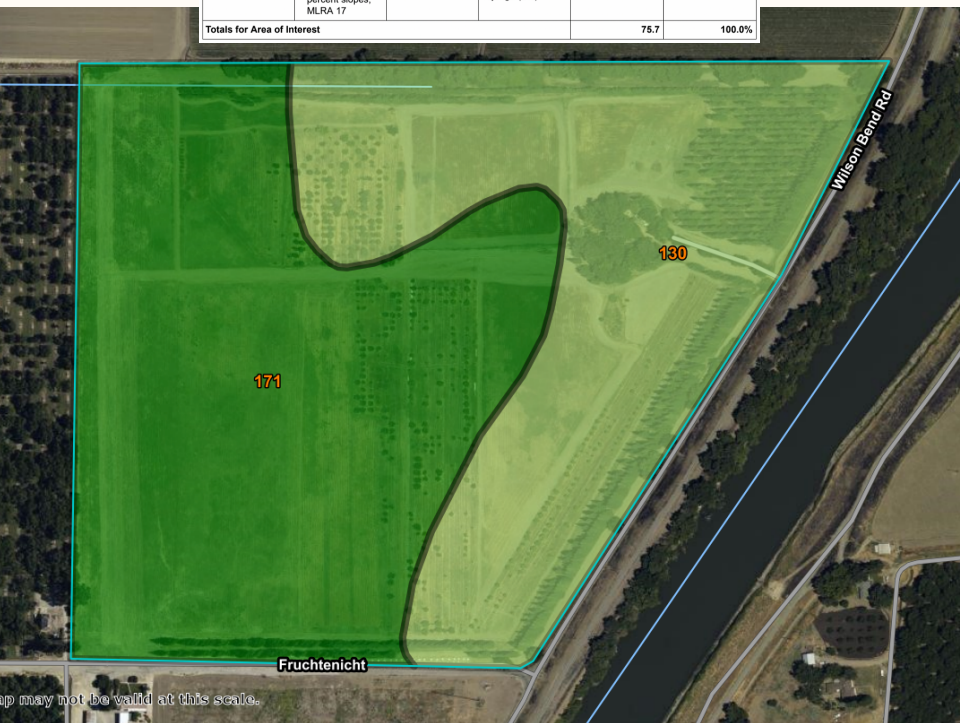 percent slopes,
MLRA 17
Totals for Area of Interest 75.7 100.0%
Wilson Bend Rd
130
171
Fruchtenicht
may not be valid at this scale.